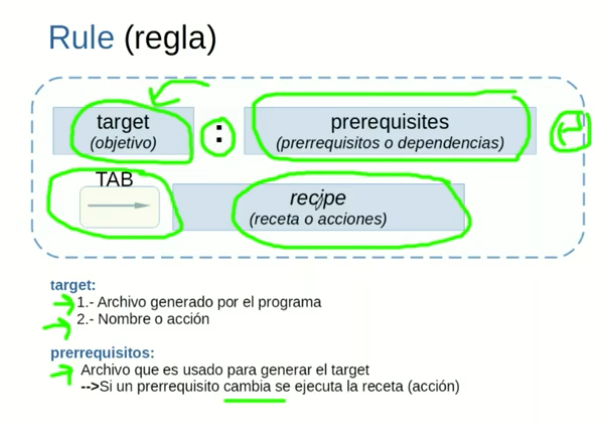 Rule (regla)
target : prerequisites
(objetivo) (prerrequisitos o dependencias)
TAB
recipe
(receta o acciones)
target:
1.- Archivo generado por el programa
2.- Nombre o acción
prerrequisitos:
Archivo que es usado para generar el target
-->Si un prerrequisito cambia se ejecuta la receta (acción)